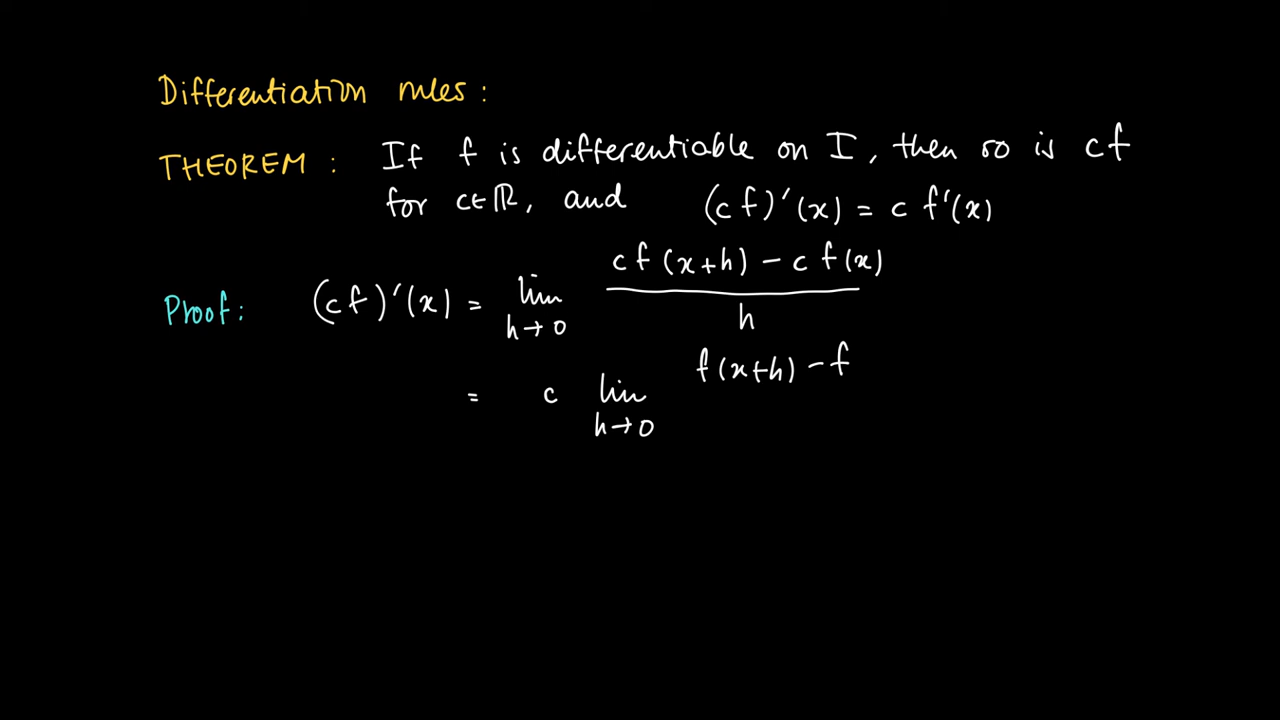 Differentiation rules:
THEOREM: If f is differentiable on I, then so is cf
for c∈ℝ, and (cf)'(x) = c f'(x)
Proof: (cf)'(x) = lim h→0 cf(x+h) − c f(x) / h
= c lim h→0 f(x+h) − f